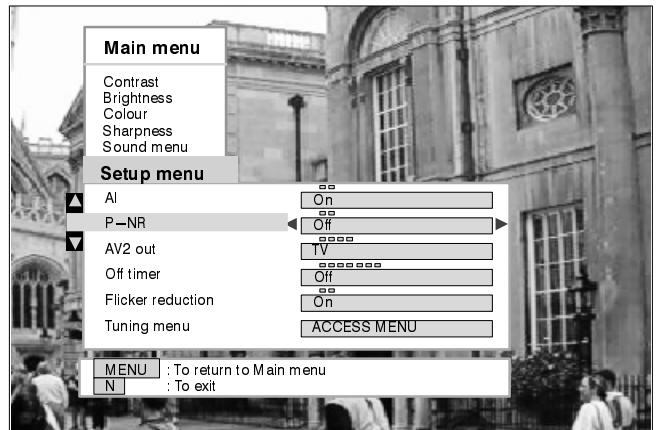 Main menu
Contrast
Brightness
Colour
Sharpness
Sound menu
Setup menu
AI On
P–NR Off
AV2 out TV
Off timer Off
Flicker reduction On
Tuning menu ACCESS MENU
MENU : To return to Main menu
N : To exit